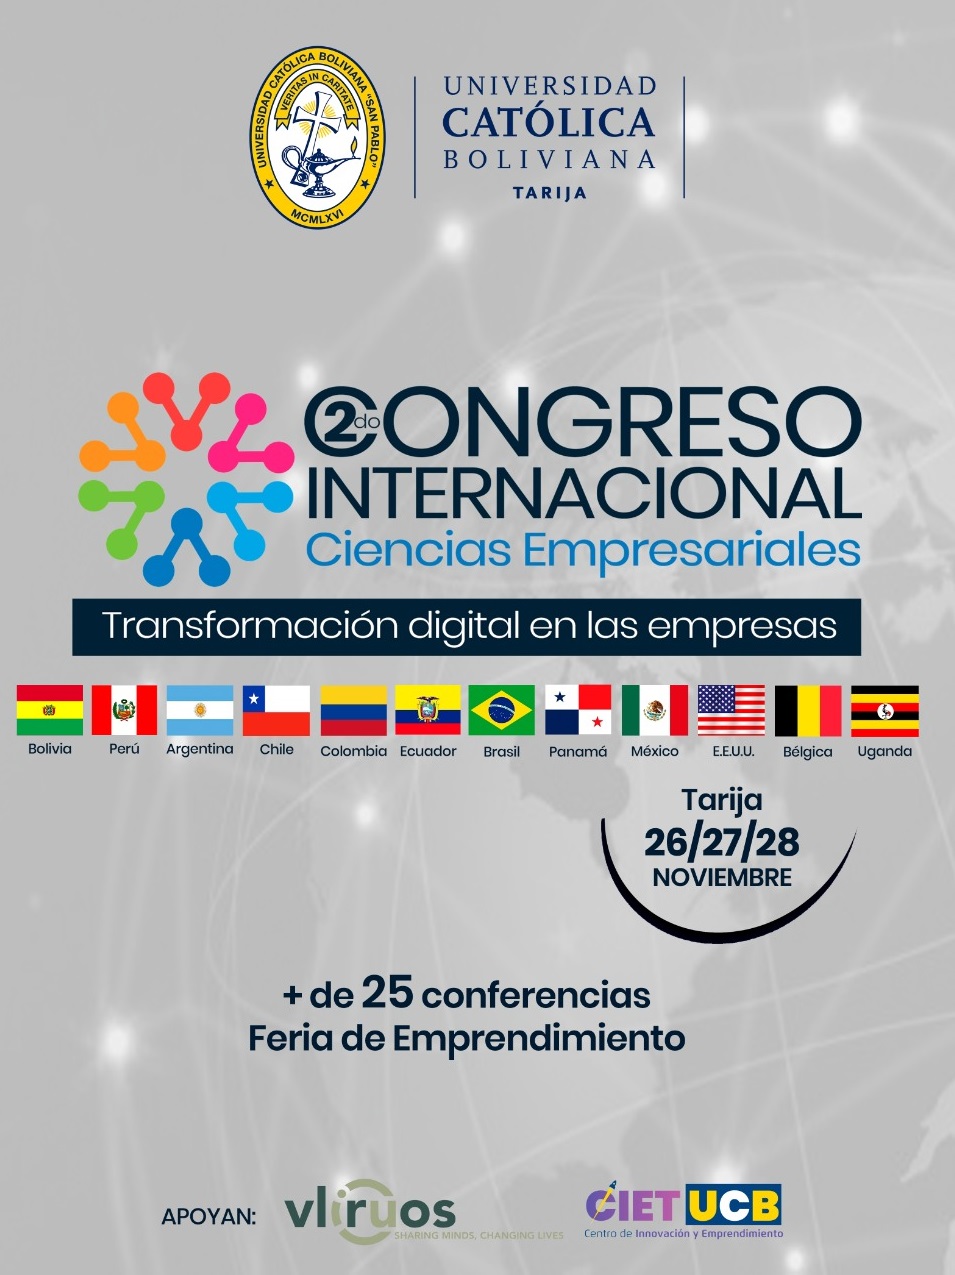 UNIVERSIDAD CATÓLICA BOLIVIANA "SAN PABLO"
VERITAS IN CARITATE
MCMLXVI
UNIVERSIDAD
CATÓLICA
BOLIVIANA
TARIJA
2do CONGRESO
INTERNACIONAL
Ciencias Empresariales
Transformación digital en las empresas
Bolivia Perú Argentina Chile Colombia Ecuador Brasil Panamá México E.E.U.U. Bélgica Uganda
Tarija
26/27/28
NOVIEMBRE
+ de 25 conferencias
Feria de Emprendimiento
APOYAN:
vliruos
SHARING MINDS, CHANGING LIVES
CIET UCB
Centro de Innovación y Emprendimiento